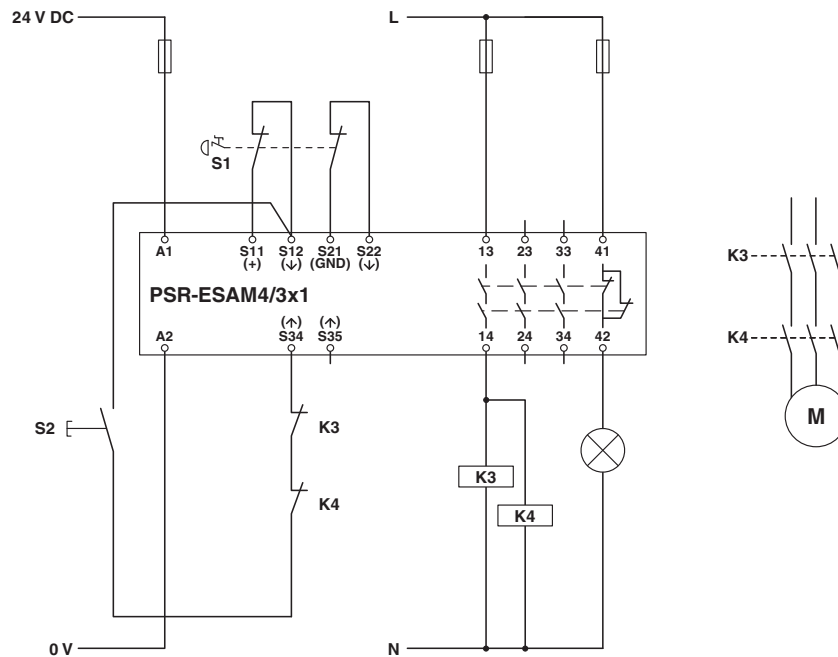 24 V DC
L
S1
A1
S11
(+)
S12
(↓)
S21
(GND)
S22
(↓)
13
23
33
41
PSR-ESAM4/3x1
A2
(↑)
S34
(↑)
S35
14
24
34
42
K3
K4
M
S2
K3
K4
K3
K4
0 V
N